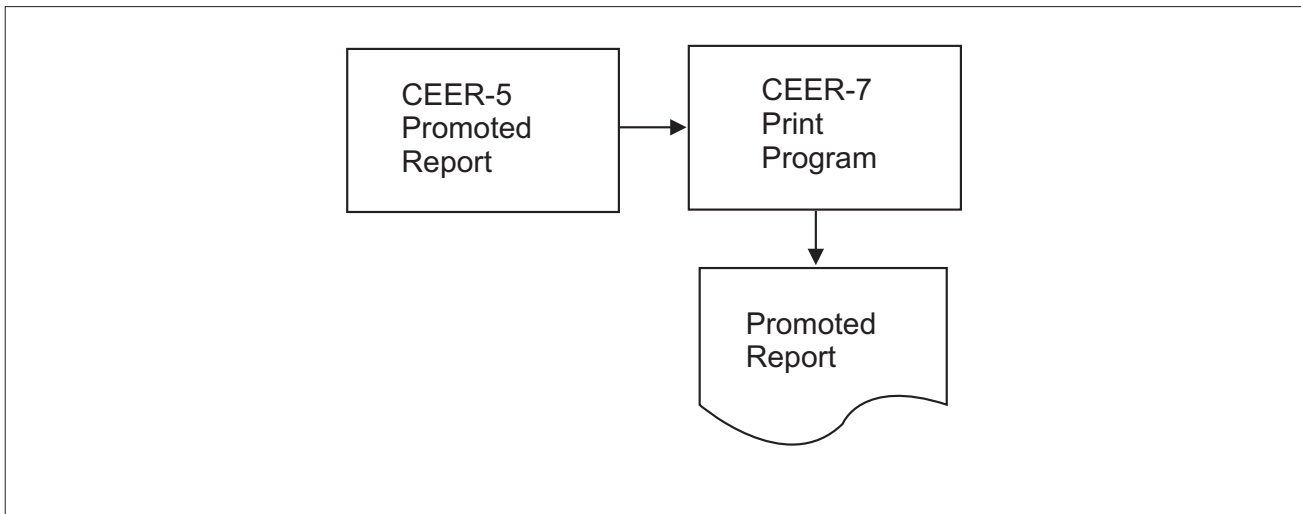 CEER-5
Promoted
Report
CEER-7
Print
Program
Promoted
Report